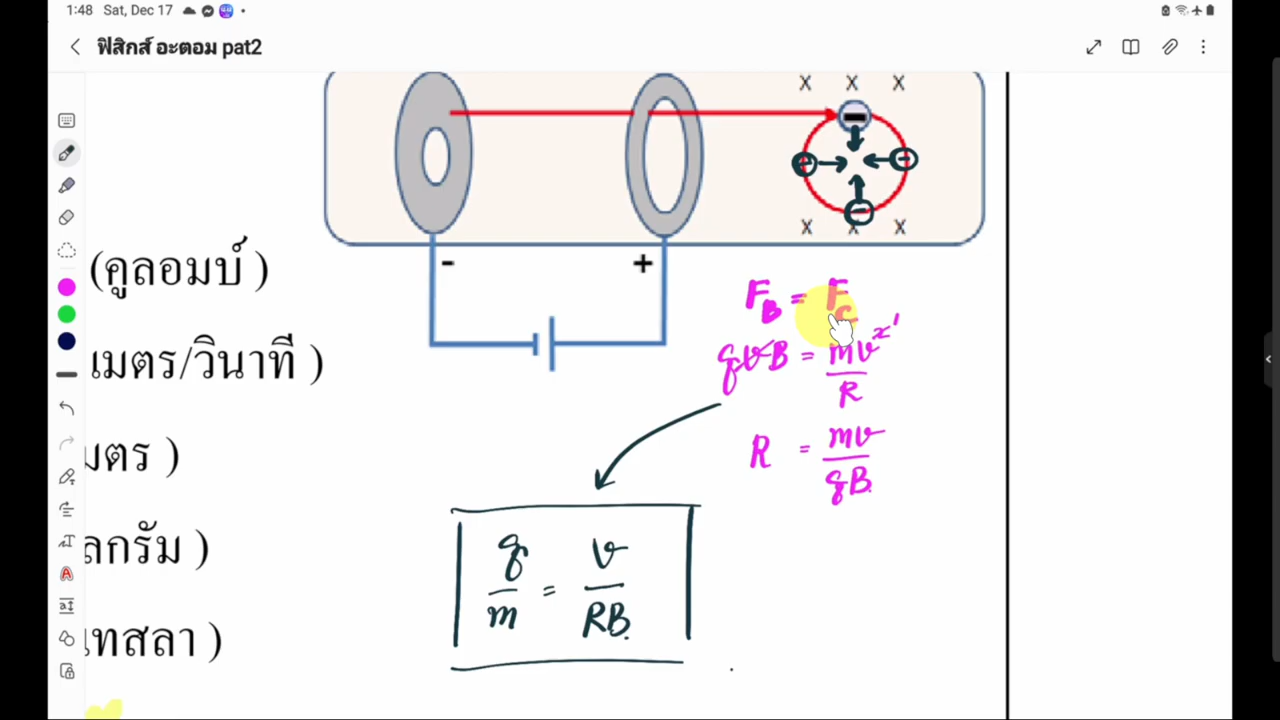 1:48 Sat, Dec 17
ฟิสิกส์ อะตอม pat2
x x x
x x x
- +
(คูลอมบ์ )
เมตร/วินาที )
มตร )
ลกรัม )
เทสลา )
F_B = F_c
qvB = mv²¹/R
R = mv/qB
q/m = v/RB